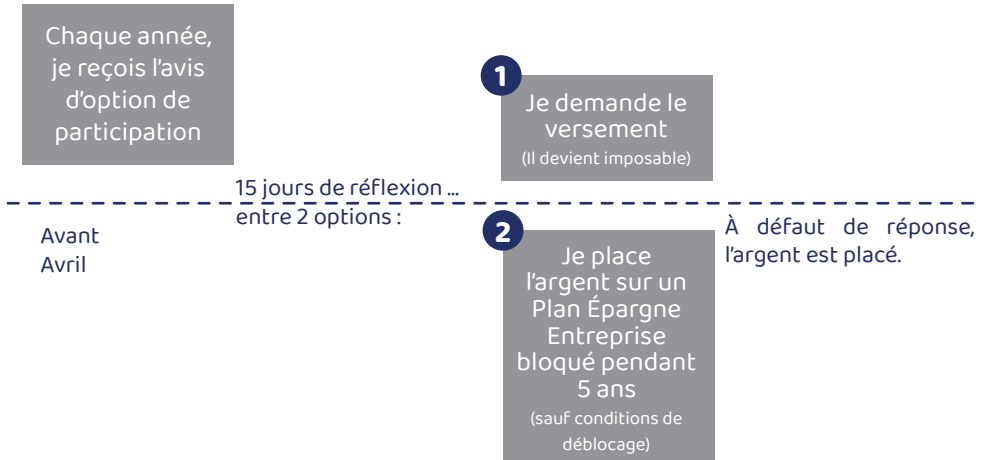 Chaque année,
je reçois l'avis
d'option de
participation
Avant
Avril
15 jours de réflexion ...
entre 2 options :
1
Je demande le
versement
(Il devient imposable)
2
Je place
l'argent sur un
Plan Épargne
Entreprise
bloqué pendant
5 ans
(sauf conditions de
déblocage)
À défaut de réponse,
l'argent est placé.